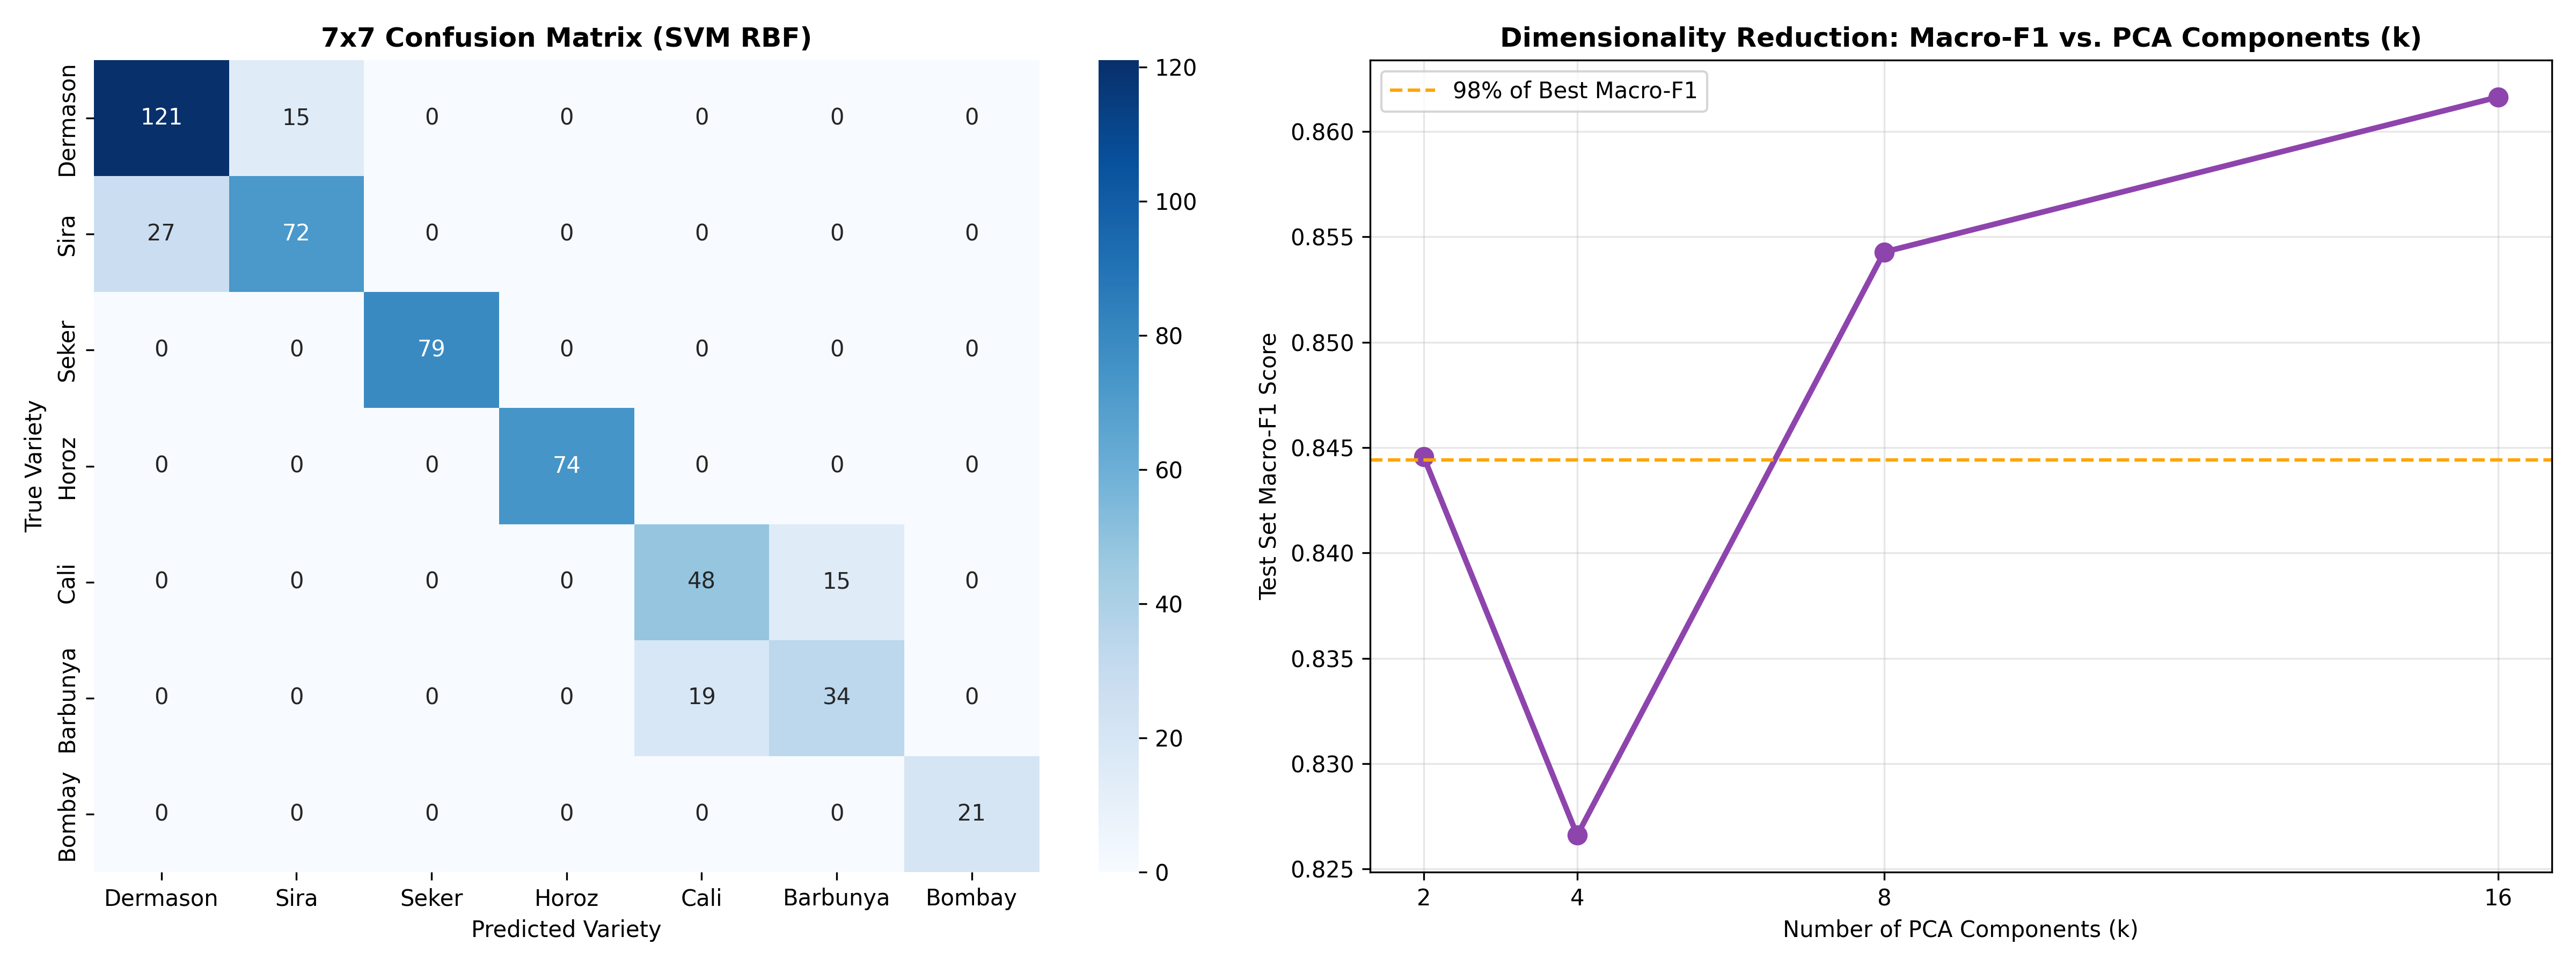 7x7 Confusion Matrix (SVM RBF)
True Variety
Dermason 121 15 0 0 0 0 0
Sira 27 72 0 0 0 0 0
Seker 0 0 79 0 0 0 0
Horoz 0 0 0 74 0 0 0
Cali 0 0 0 0 48 15 0
Barbunya 0 0 0 0 19 34 0
Bombay 0 0 0 0 0 0 21
Dermason Sira Seker Horoz Cali Barbunya Bombay
Predicted Variety
120
100
80
60
40
20
0
Dimensionality Reduction: Macro-F1 vs. PCA Components (k)
98% of Best Macro-F1
Test Set Macro-F1 Score
0.860
0.855
0.850
0.845
0.840
0.835
0.830
0.825
2 4 8 16
Number of PCA Components (k)